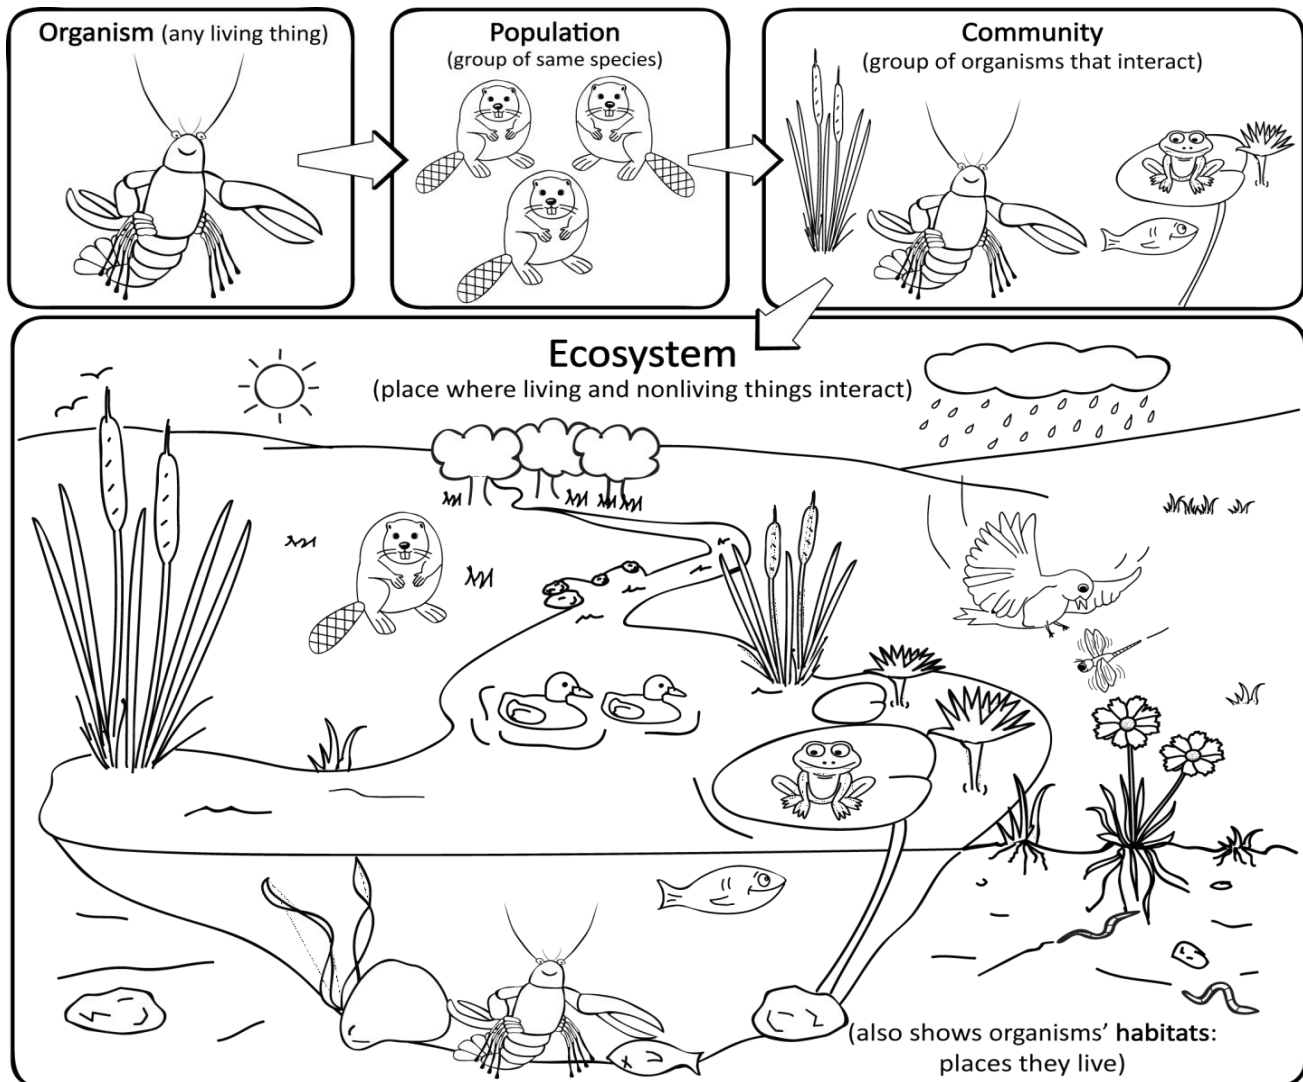 Organism (any living thing)
Population
(group of same species)
Community
(group of organisms that interact)
Ecosystem
(place where living and nonliving things interact)
(also shows organisms’ habitats:
places they live)